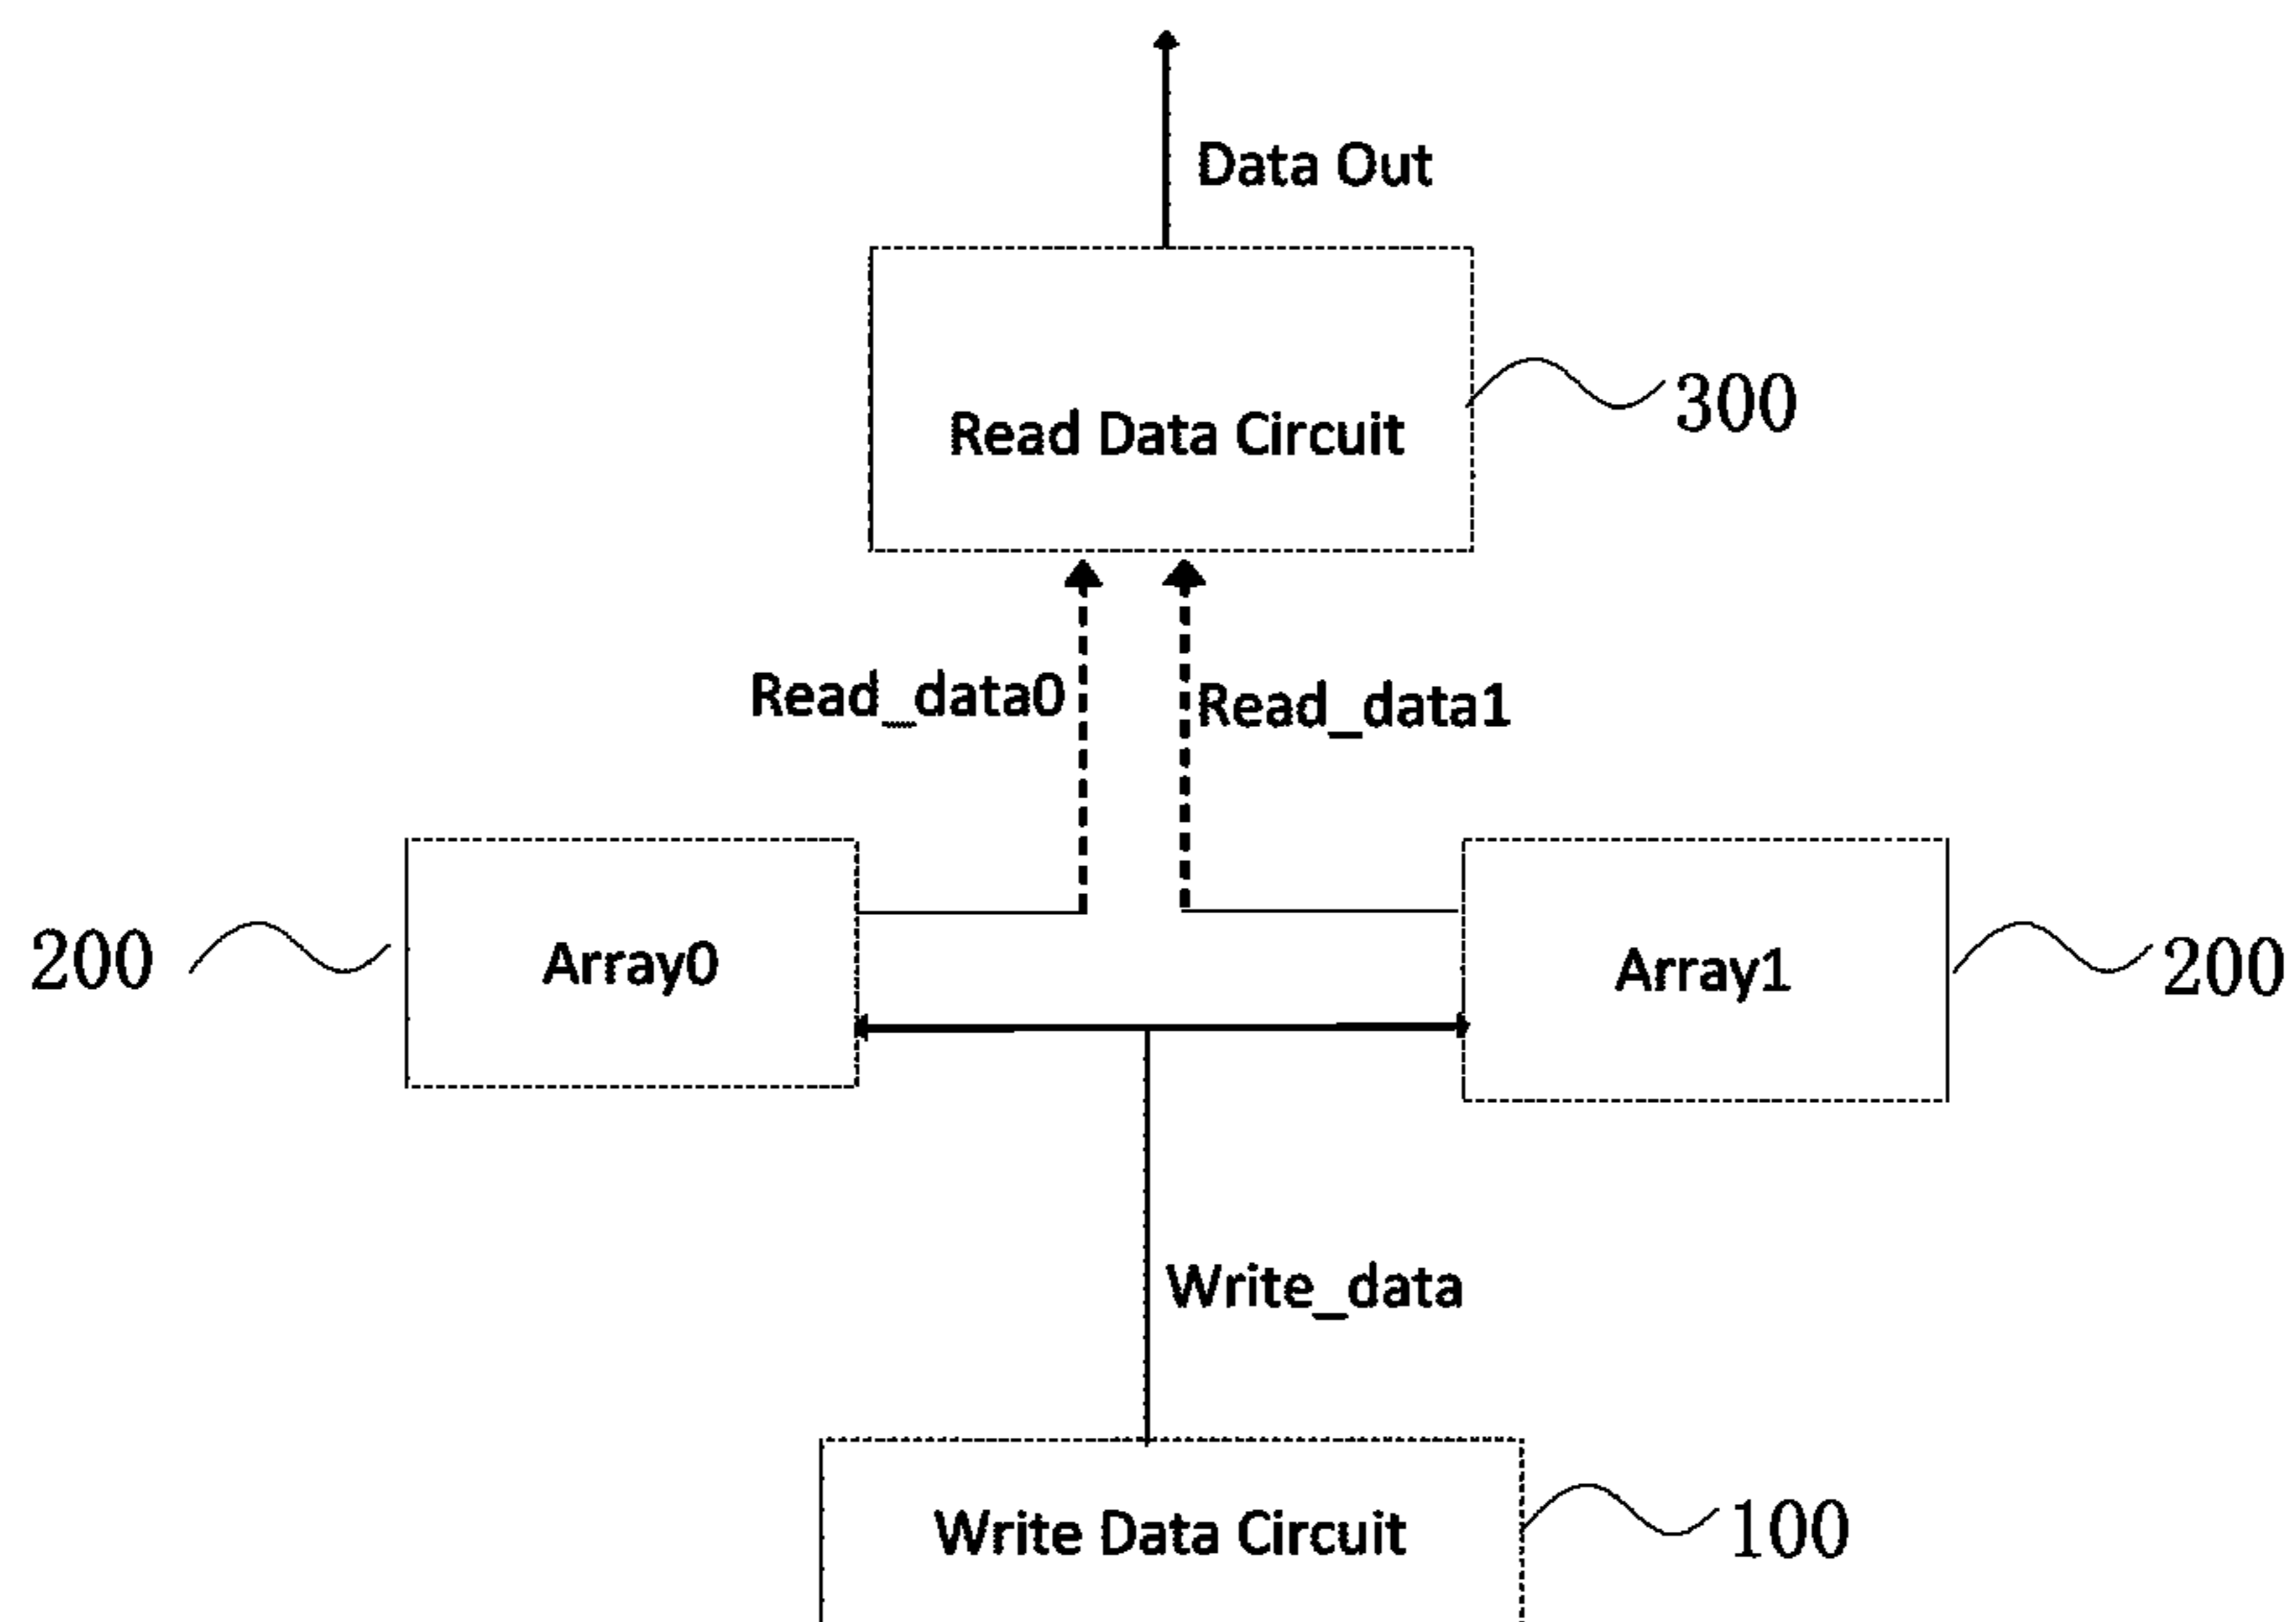 Data Out
Read Data Circuit
300
Read_data0
Read_data1
200
Array0
Array1
200
Write_data
Write Data Circuit
100